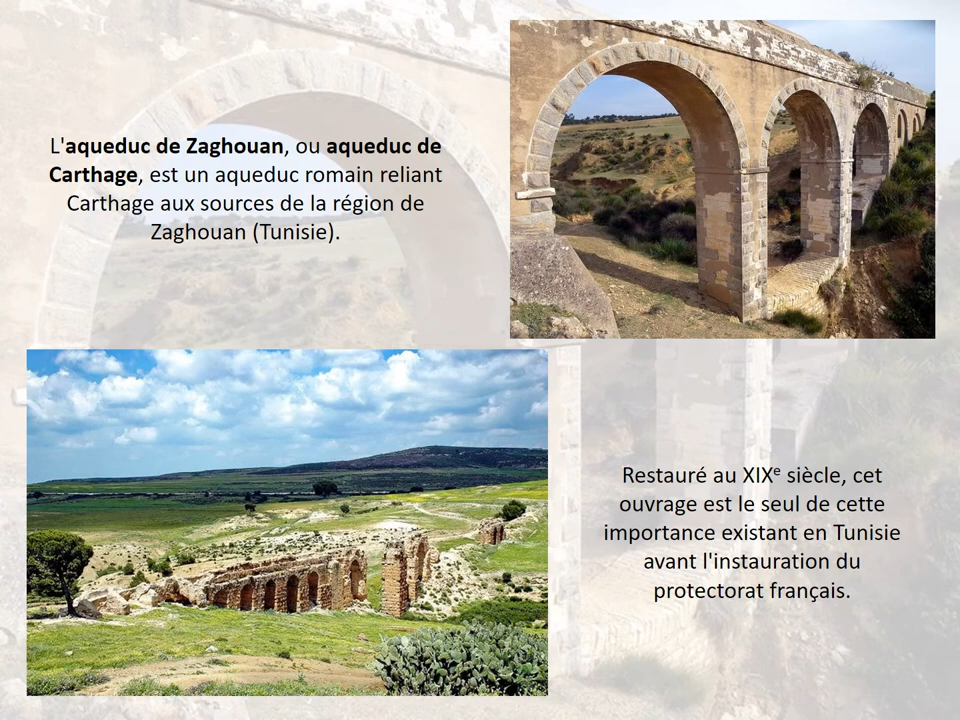 L'aqueduc de Zaghouan, ou aqueduc de
Carthage, est un aqueduc romain reliant
Carthage aux sources de la région de
Zaghouan (Tunisie).
Restauré au XIXe siècle, cet
ouvrage est le seul de cette
importance existant en Tunisie
avant l'instauration du
protectorat français.